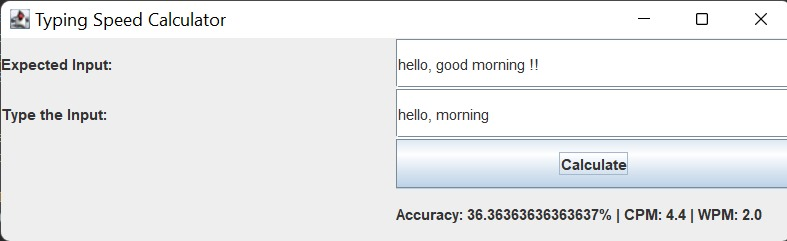 Typing Speed Calculator
Expected Input:
hello, good morning !!
Type the Input:
hello, morning
Calculate
Accuracy: 36.36363636363637% | CPM: 4.4 | WPM: 2.0